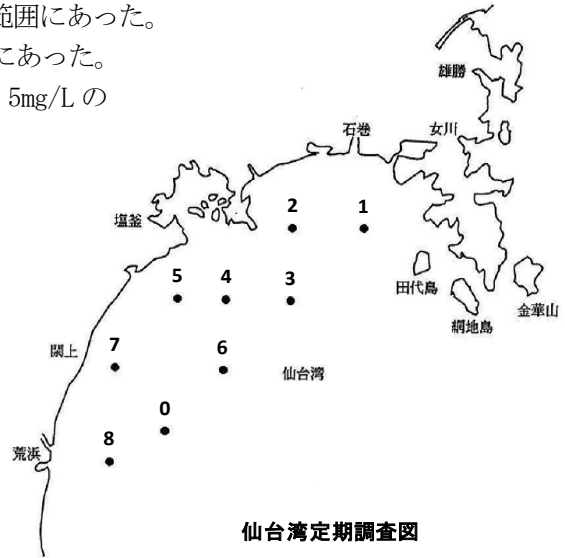 範囲にあった。
にあった。
5mg/L の
雄勝
石巻
女川
塩釜
2
1
5
4
3
田代島
網地島
金華山
閖上
7
6
仙台湾
0
荒浜
8
仙台湾定期調査図